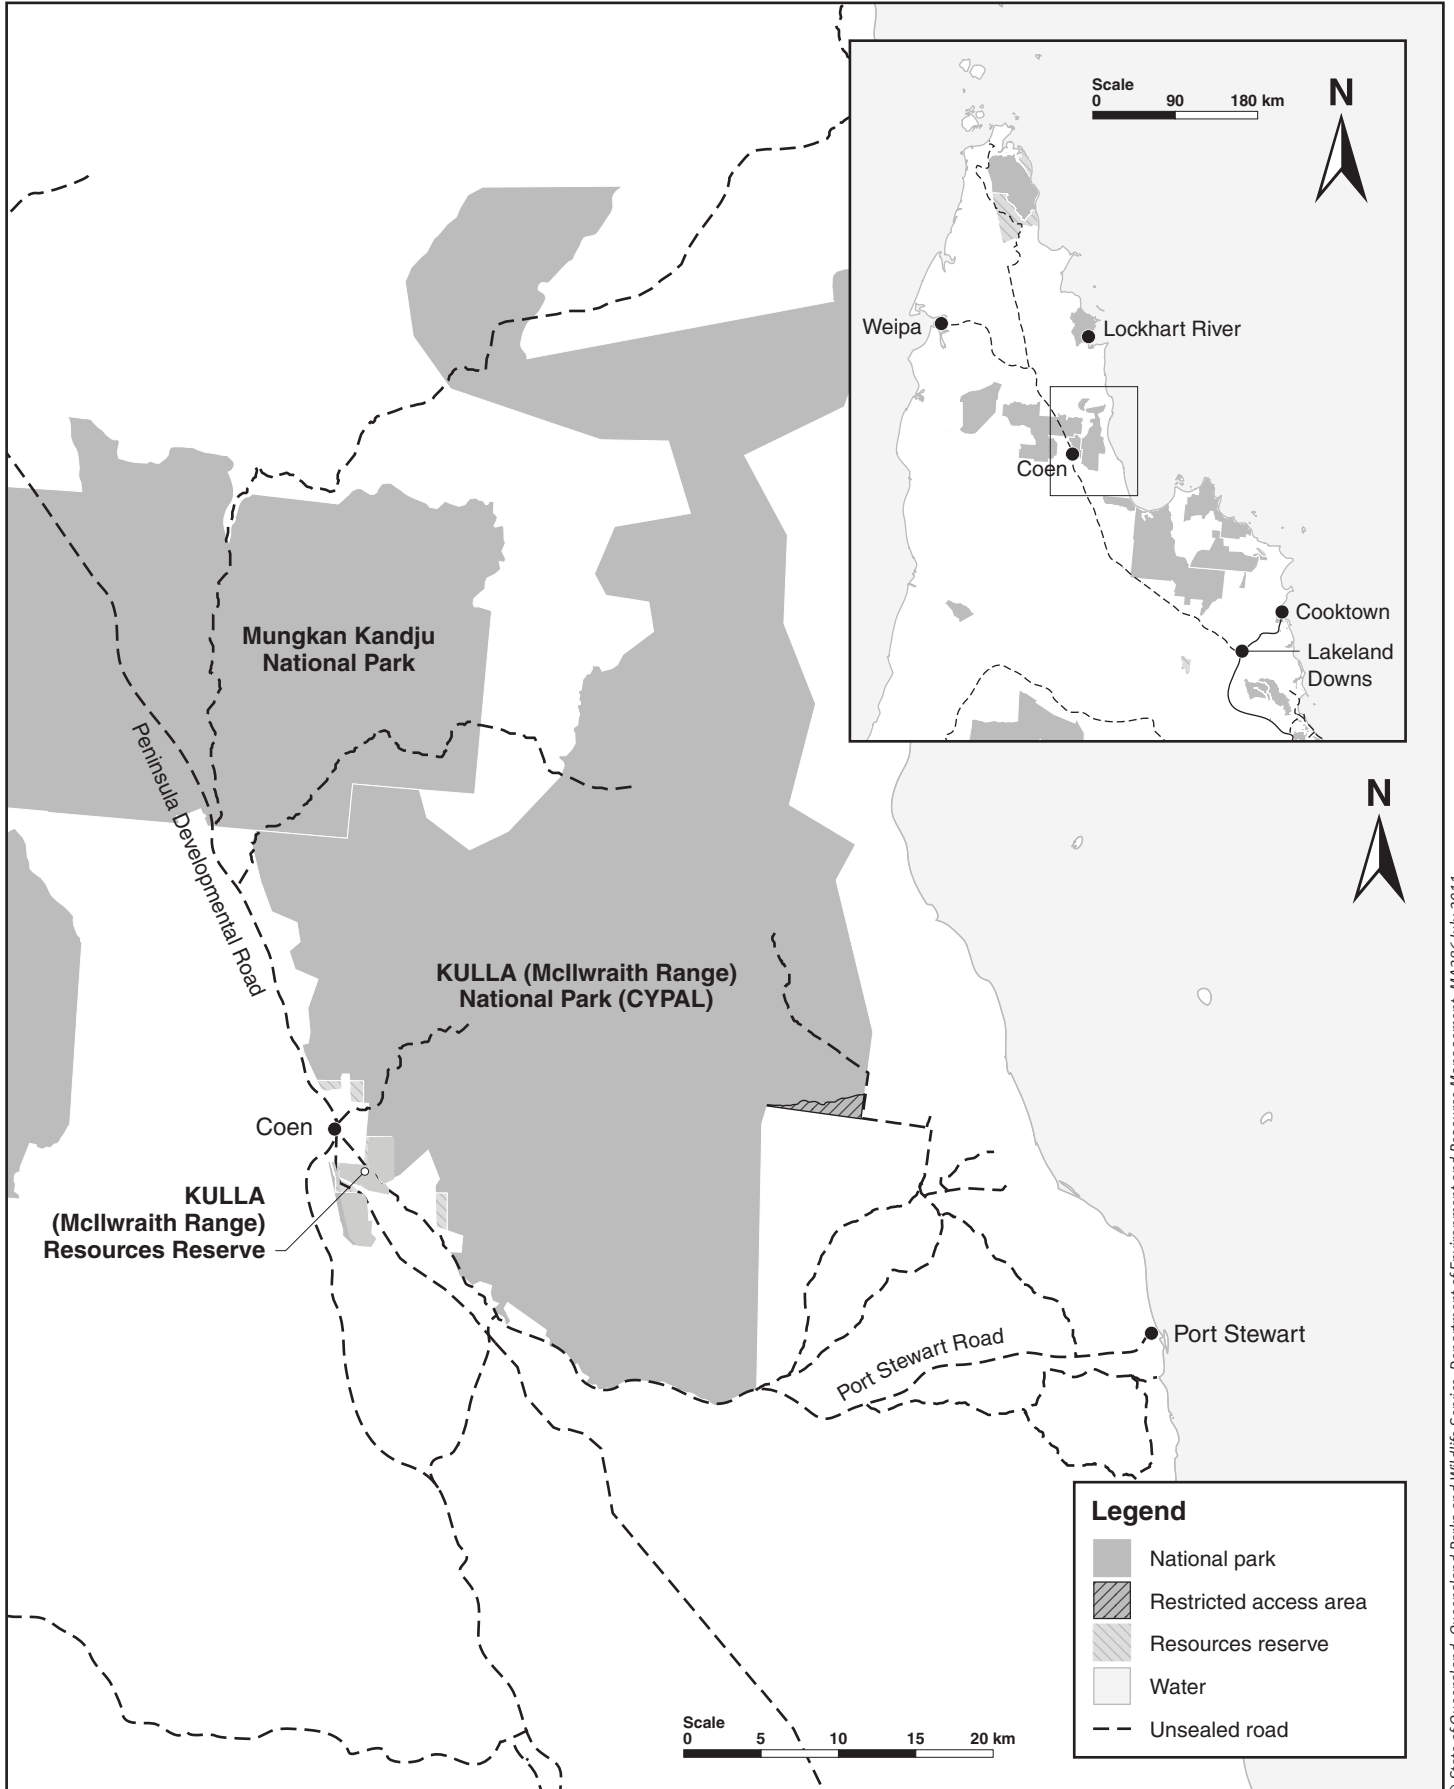 Scale
0 90 180 km
N
Weipa
Lockhart River
Coen
Cooktown
Lakeland
Downs
Mungkan Kandju
National Park
Peninsula Developmental Road
N
KULLA (McIlwraith Range)
National Park (CYPAL)
Coen
KULLA
(McIlwraith Range)
Resources Reserve
Port Stewart
Port Stewart Road
Legend
National park
Restricted access area
Resources reserve
Water
Unsealed road
Scale
0 5 10 15 20 km